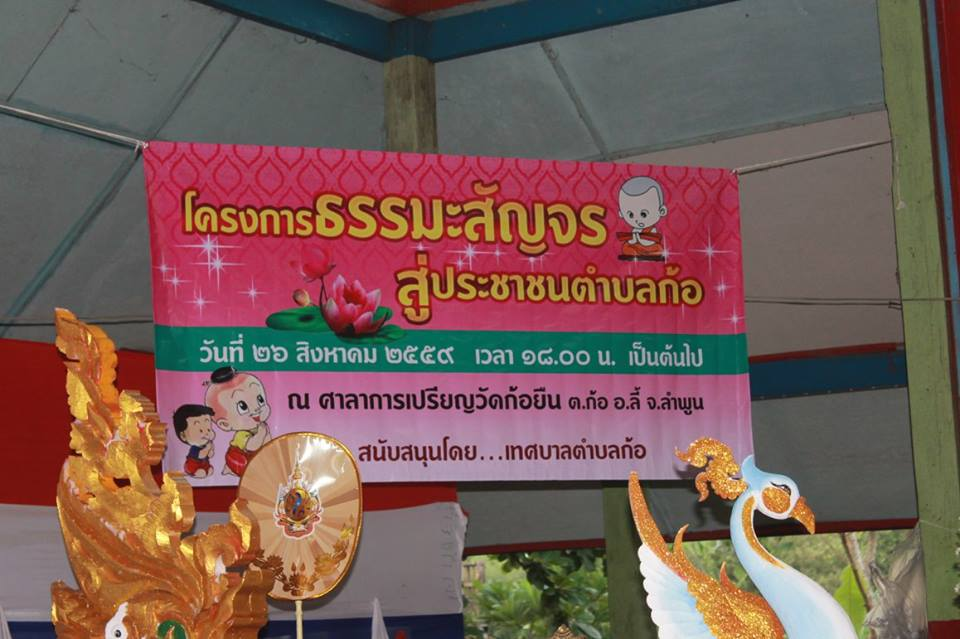 โครงการธรรมะสัญจร
สู่ประชาชนตำบลก้อ
วันที่ ๒๖ สิงหาคม ๒๕๕๙ เวลา ๑๘.๐๐ น. เป็นต้นไป
ณ ศาลาการเปรียญวัดก้อยืน ต.ก้อ อ.ลี้ จ.ลำพูน
สนับสนุนโดย...เทศบาลตำบลก้อ